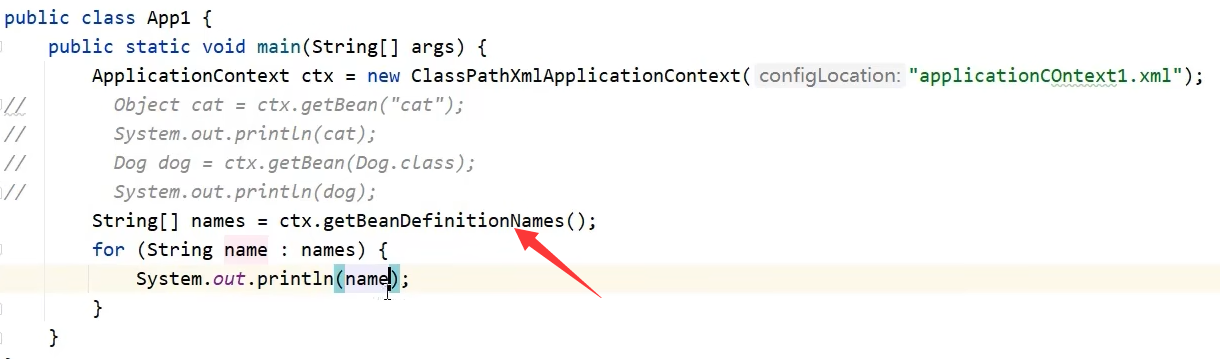 public class App1 {
public static void main(String[] args) {
ApplicationContext ctx = new ClassPathXmlApplicationContext( configLocation: "applicationCOntext1.xml");
// Object cat = ctx.getBean("cat");
// System.out.println(cat);
// Dog dog = ctx.getBean(Dog.class);
// System.out.println(dog);
String[] names = ctx.getBeanDefinitionNames();
for (String name : names) {
System.out.println(name);
}
}